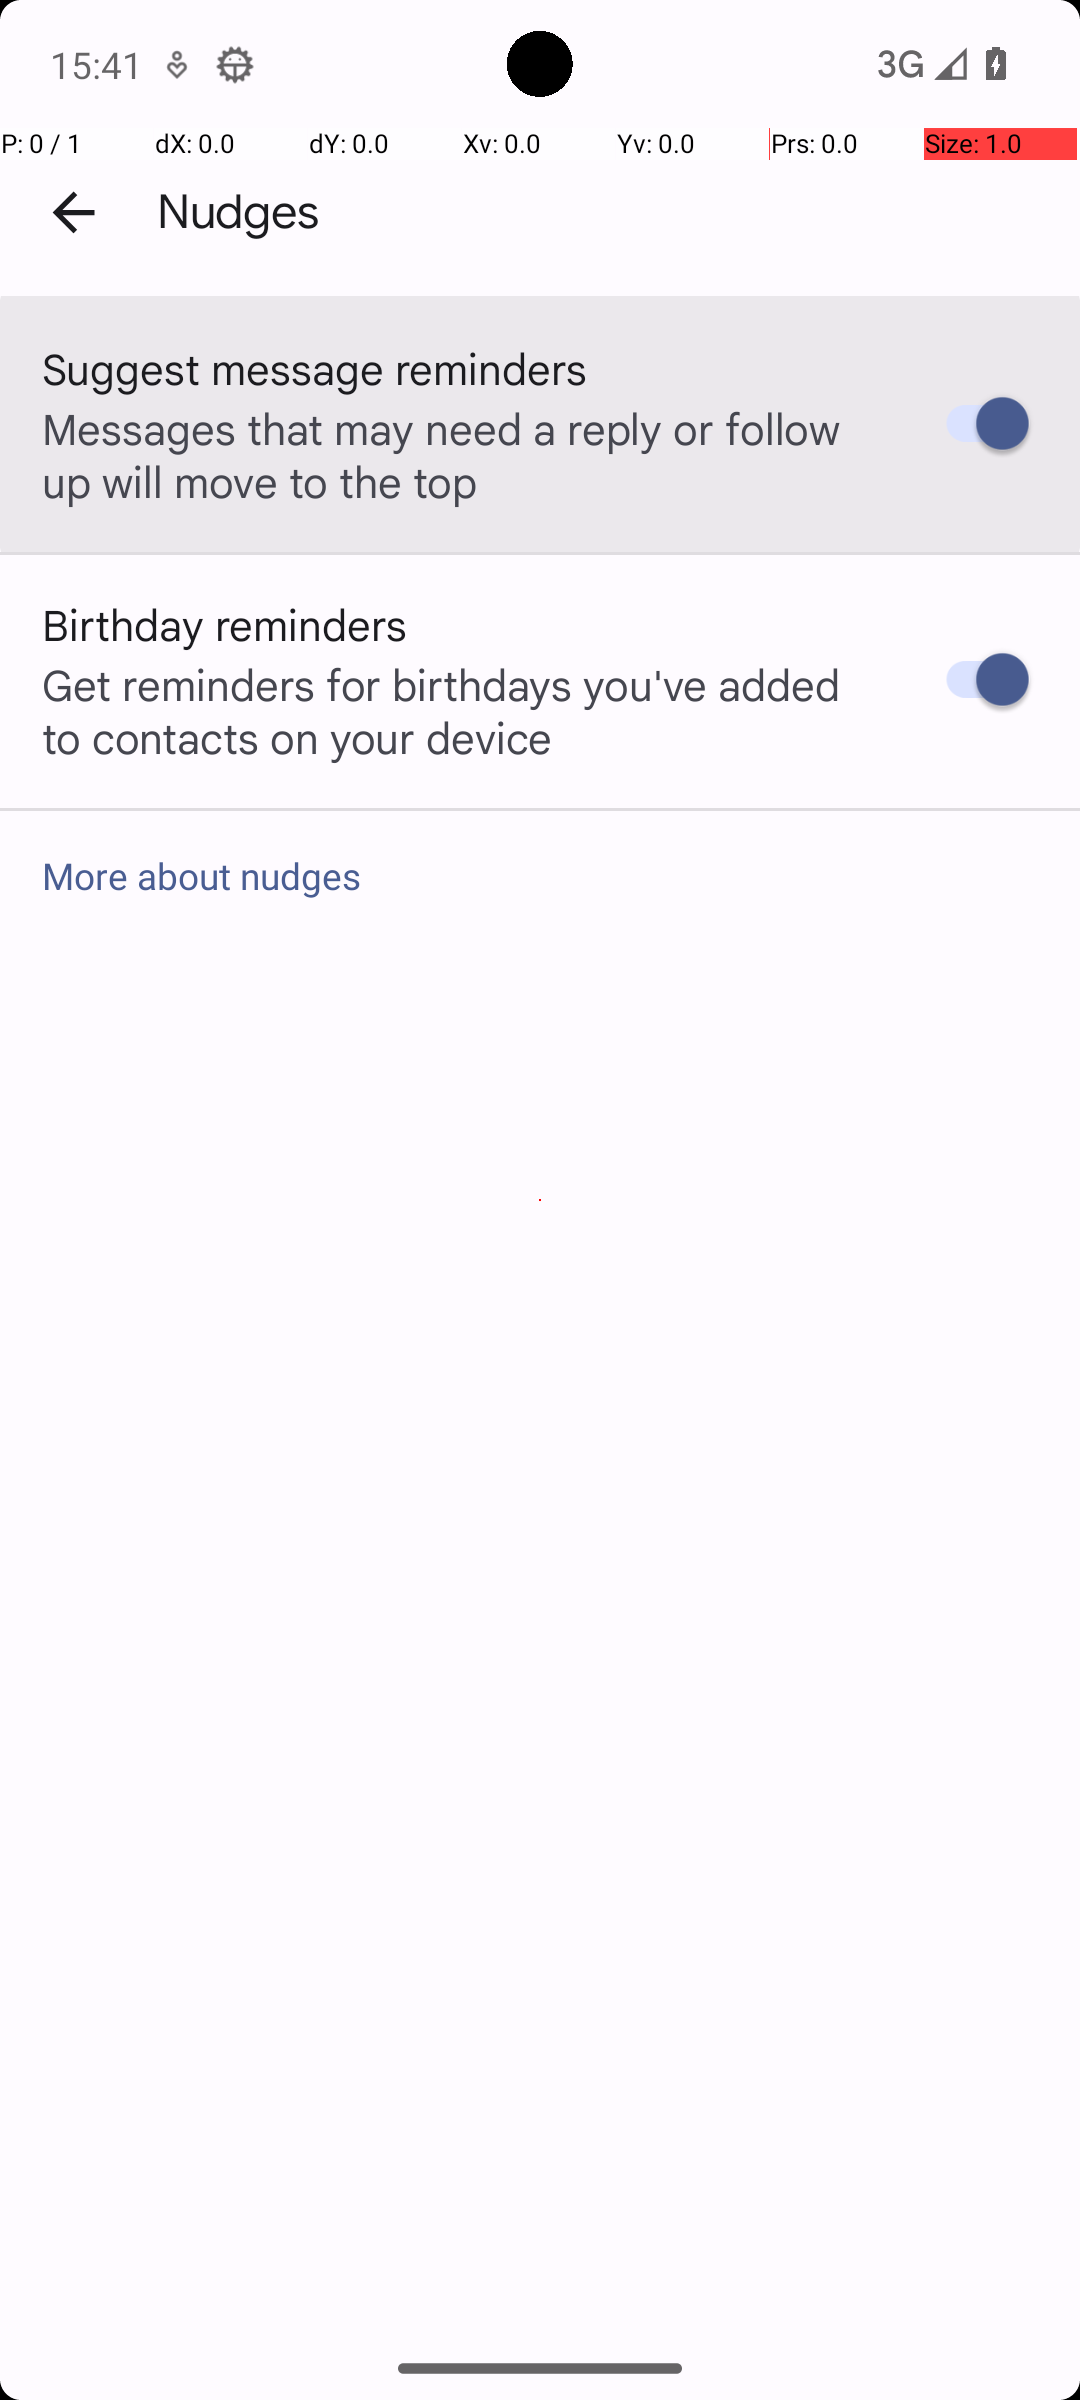 15:41
3G
P: 0 / 1 dX: 0.0 dY: 0.0 Xv: 0.0 Yv: 0.0 Prs: 0.0 Size: 1.0
Nudges
Suggest message reminders
Messages that may need a reply or follow
up will move to the top
Birthday reminders
Get reminders for birthdays you've added
to contacts on your device
More about nudges